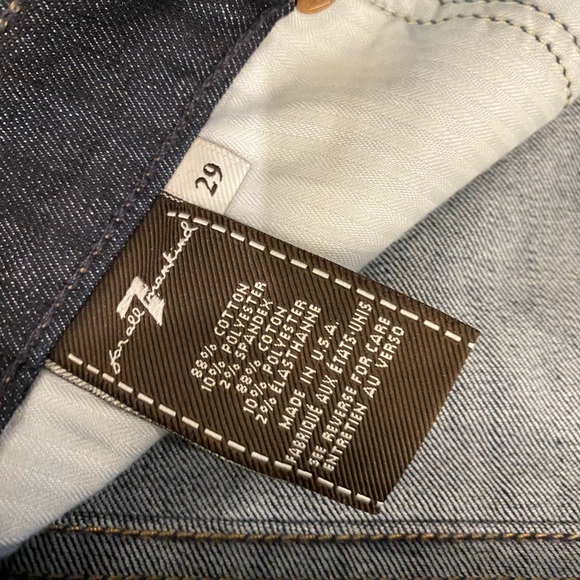 29
for all 7 mankind
88% COTTON
10% POLYESTER
2% SPANDEX
88% COTON
10% POLYESTER
2% ELASTHANNE
MADE IN U.S.A.
FABRIQUE AUX ÉTATS UNIS
SEE REVERSE FOR CARE
ENTRETIEN AU VERSO